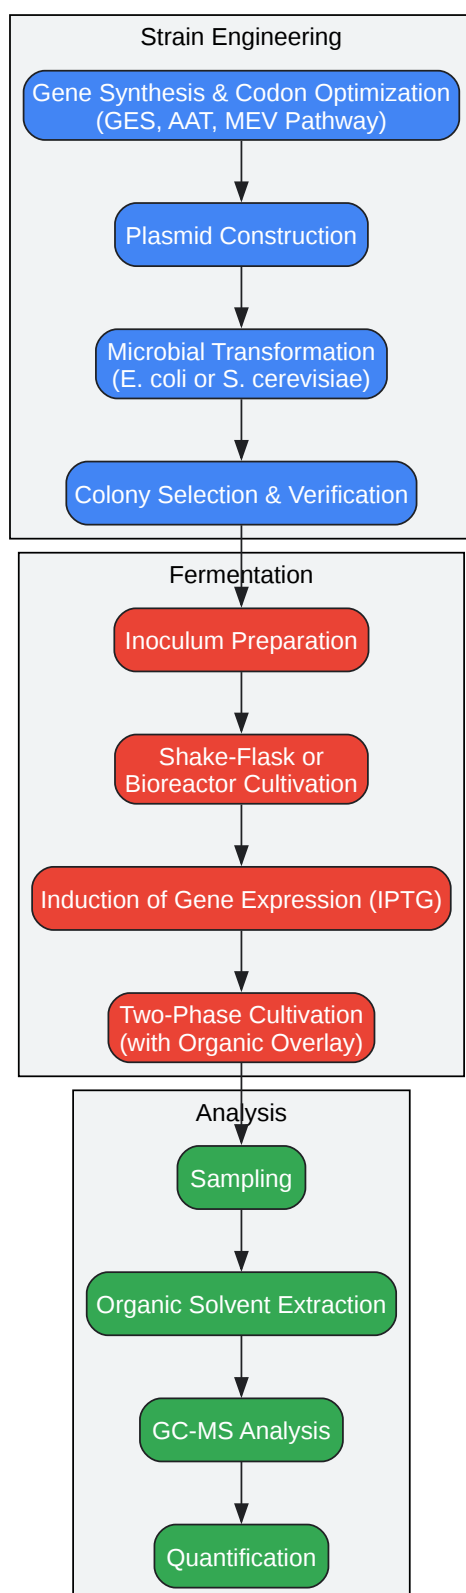 Strain Engineering
Gene Synthesis & Codon Optimization
(GES, AAT, MEV Pathway)
Plasmid Construction
Microbial Transformation
(E. coli or S. cerevisiae)
Colony Selection & Verification
Fermentation
Inoculum Preparation
Shake-Flask or
Bioreactor Cultivation
Induction of Gene Expression (IPTG)
Two-Phase Cultivation
(with Organic Overlay)
Analysis
Sampling
Organic Solvent Extraction
GC-MS Analysis
Quantification